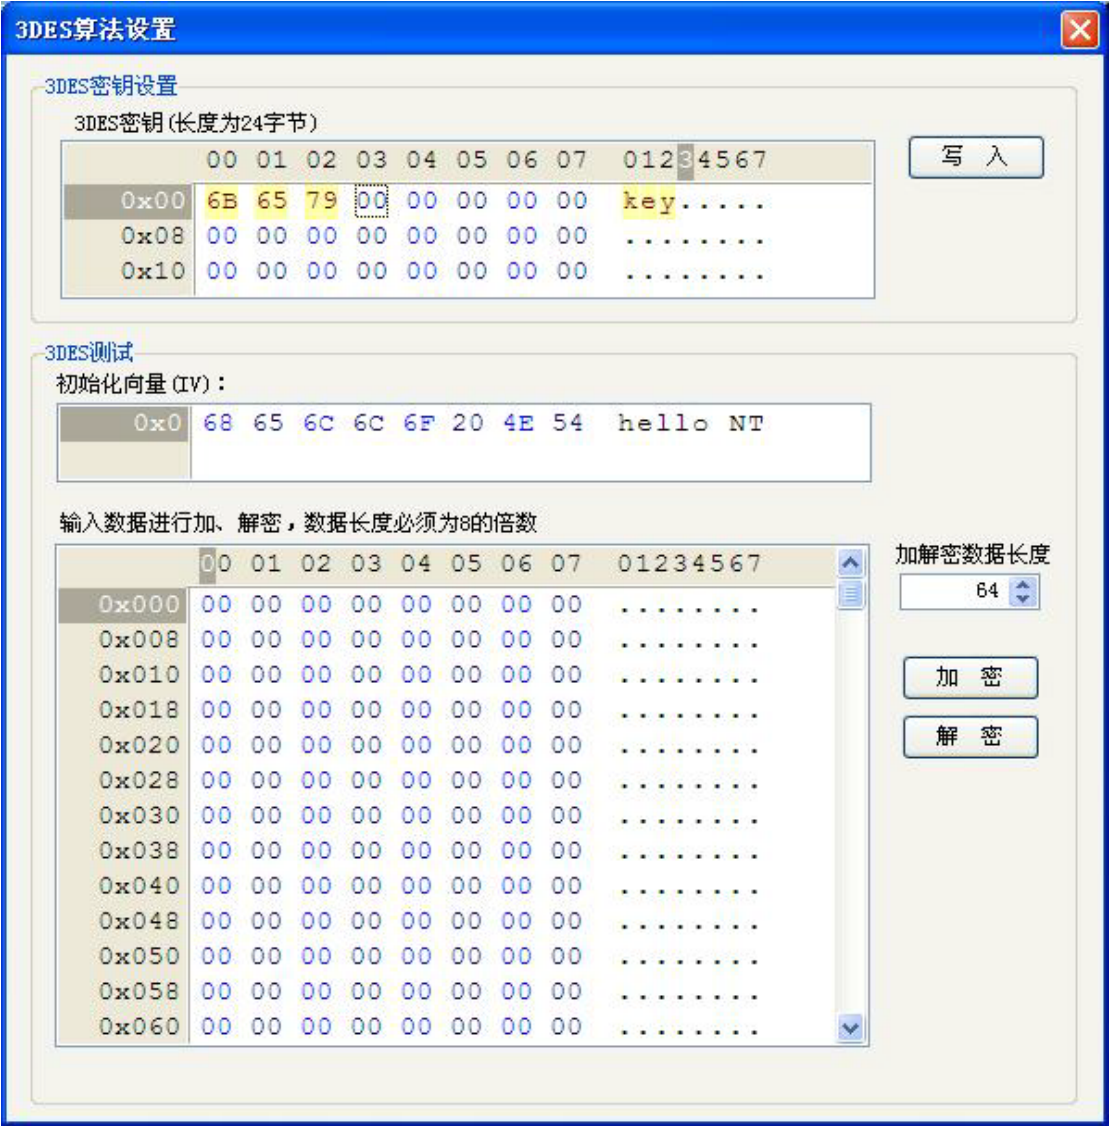 3DES算法设置
3DES密钥设置
3DES密钥(长度为24字节)
00 01 02 03 04 05 06 07 01234567
写 入
0x00 6B 65 79 00 00 00 00 00 key.....
0x08 00 00 00 00 00 00 00 00 ........
0x10 00 00 00 00 00 00 00 00 ........
3DES测试
初始化向量(IV):
0x0 68 65 6C 6C 6F 20 4E 54 hello NT
输入数据进行加、解密,数据长度必须为8的倍数
加解密数据长度
00 01 02 03 04 05 06 07 01234567
64
0x000 00 00 00 00 00 00 00 00 ........
0x008 00 00 00 00 00 00 00 00 ........
0x010 00 00 00 00 00 00 00 00 ........
加 密
0x018 00 00 00 00 00 00 00 00 ........
0x020 00 00 00 00 00 00 00 00 ........
解 密
0x028 00 00 00 00 00 00 00 00 ........
0x030 00 00 00 00 00 00 00 00 ........
0x038 00 00 00 00 00 00 00 00 ........
0x040 00 00 00 00 00 00 00 00 ........
0x048 00 00 00 00 00 00 00 00 ........
0x050 00 00 00 00 00 00 00 00 ........
0x058 00 00 00 00 00 00 00 00 ........
0x060 00 00 00 00 00 00 00 00 ........